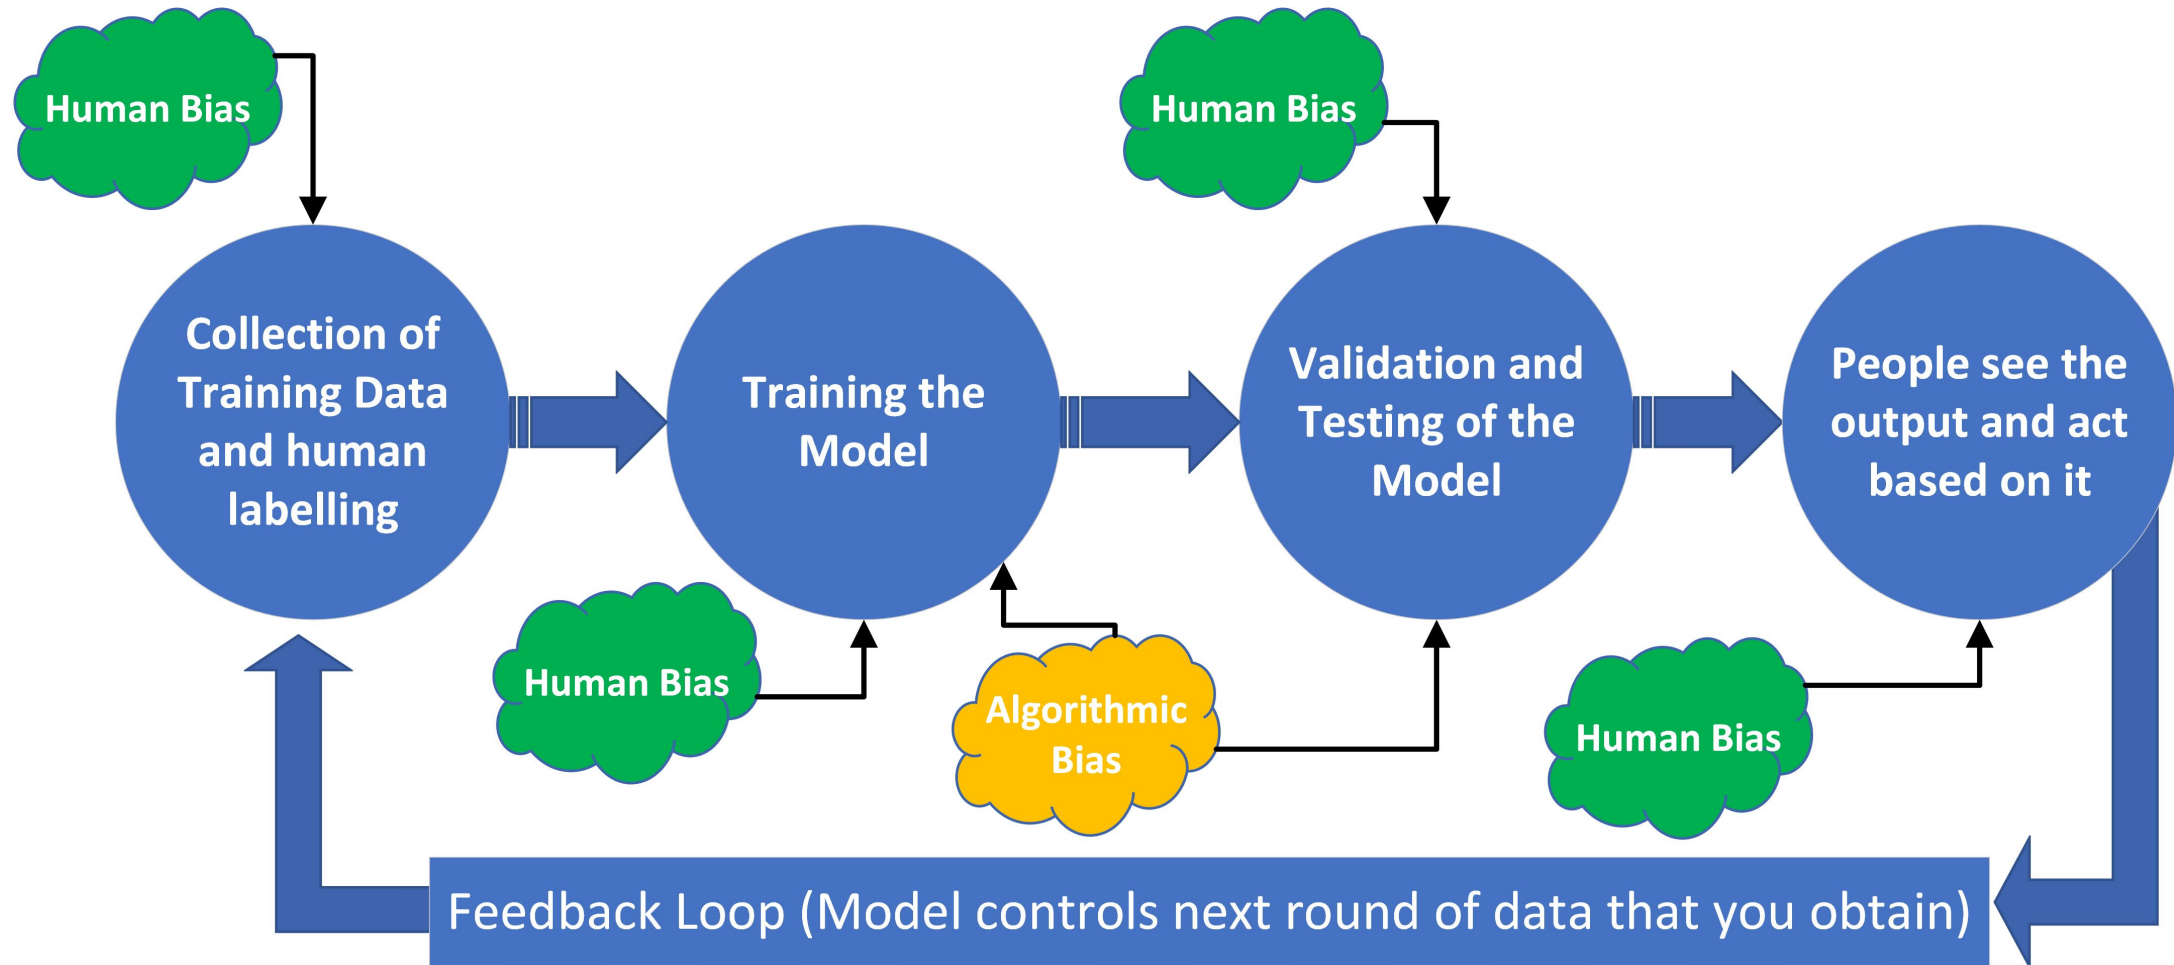 Human Bias
Human Bias
Collection of
Training Data
and human
labelling
Training the
Model
Validation and
Testing of the
Model
People see the
output and act
based on it
Human Bias
Algorithmic
Bias
Human Bias
Feedback Loop (Model controls next round of data that you obtain)